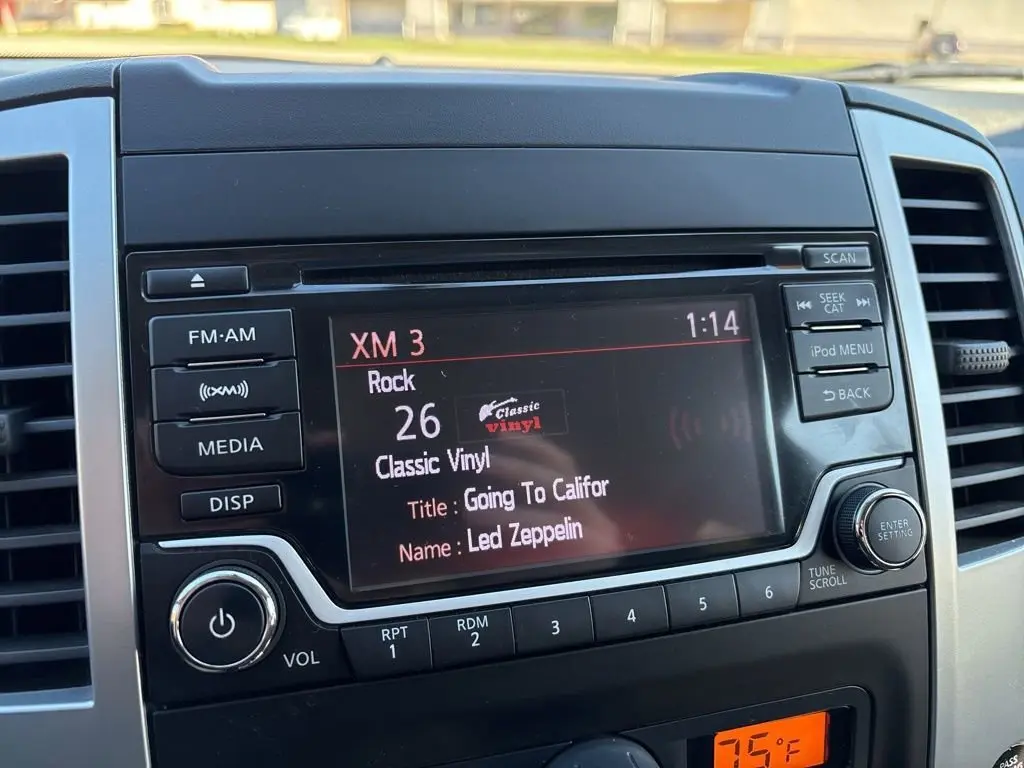 SCAN
FM·AM
XM 3
1:14
SEEK
CAT
Rock
iPod MENU
((XM))
26
Classic
vinyl
BACK
MEDIA
Classic Vinyl
DISP
Title : Going To Califor
Name : Led Zeppelin
ENTER
SETTING
TUNE
SCROLL
VOL
RPT
1
RDM
2
3
4
5
6
75°F
PASS